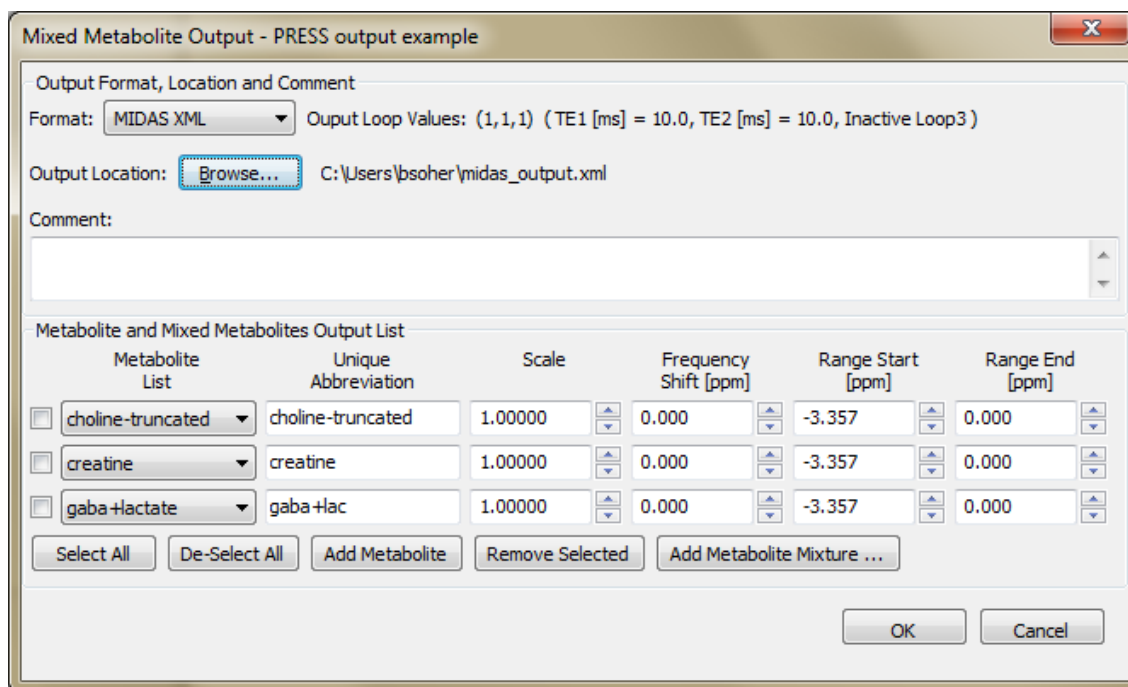 Mixed Metabolite Output - PRESS output example
x
Output Format, Location and Comment
Format: MIDAS XML Ouput Loop Values: (1,1,1) ( TE1 [ms] = 10.0, TE2 [ms] = 10.0, Inactive Loop3 )
Output Location: Browse... C:\Users\bsoher\midas_output.xml
Comment:
Metabolite and Mixed Metabolites Output List
Metabolite List Unique Abbreviation Scale Frequency Shift [ppm] Range Start [ppm] Range End [ppm]
choline-truncated choline-truncated 1.00000 0.000 -3.357 0.000
creatine creatine 1.00000 0.000 -3.357 0.000
gaba+lactate gaba+lac 1.00000 0.000 -3.357 0.000
Select All De-Select All Add Metabolite Remove Selected Add Metabolite Mixture ...
OK Cancel